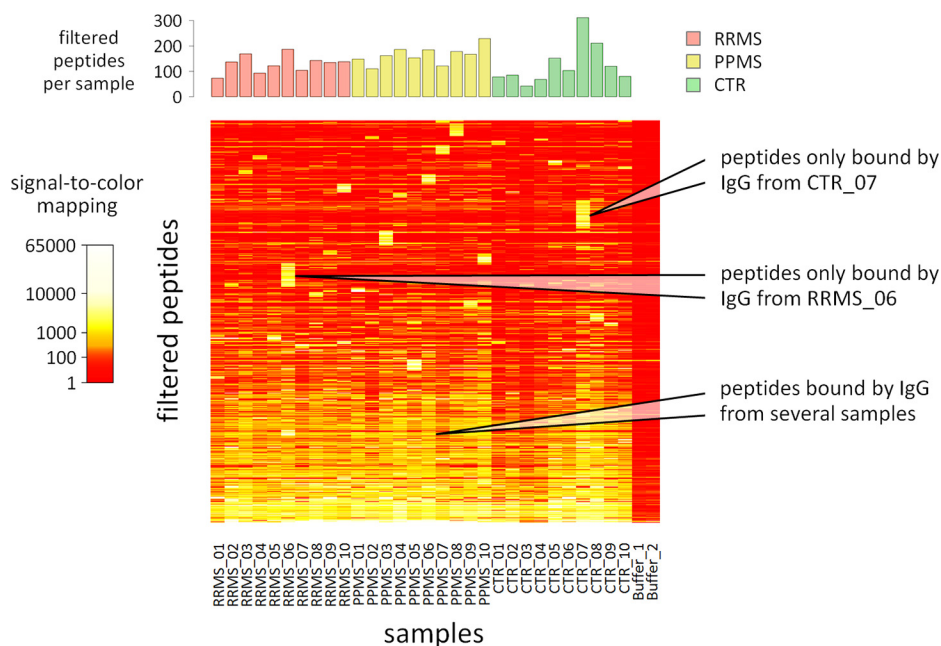 filtered
peptides
per sample
300
200
100
0
RRMS
PPMS
CTR
signal-to-color
mapping
65000
10000
1000
100
1
filtered peptides
peptides only bound by
IgG from CTR_07
peptides only bound by
IgG from RRMS_06
peptides bound by IgG
from several samples
RRMS_01
RRMS_02
RRMS_03
RRMS_04
RRMS_05
RRMS_06
RRMS_07
RRMS_08
RRMS_09
RRMS_10
PPMS_01
PPMS_02
PPMS_03
PPMS_04
PPMS_05
PPMS_06
PPMS_07
PPMS_08
PPMS_09
PPMS_10
CTR_01
CTR_02
CTR_03
CTR_04
CTR_05
CTR_06
CTR_07
CTR_08
CTR_09
CTR_10
Buffer_1
Buffer_2
samples